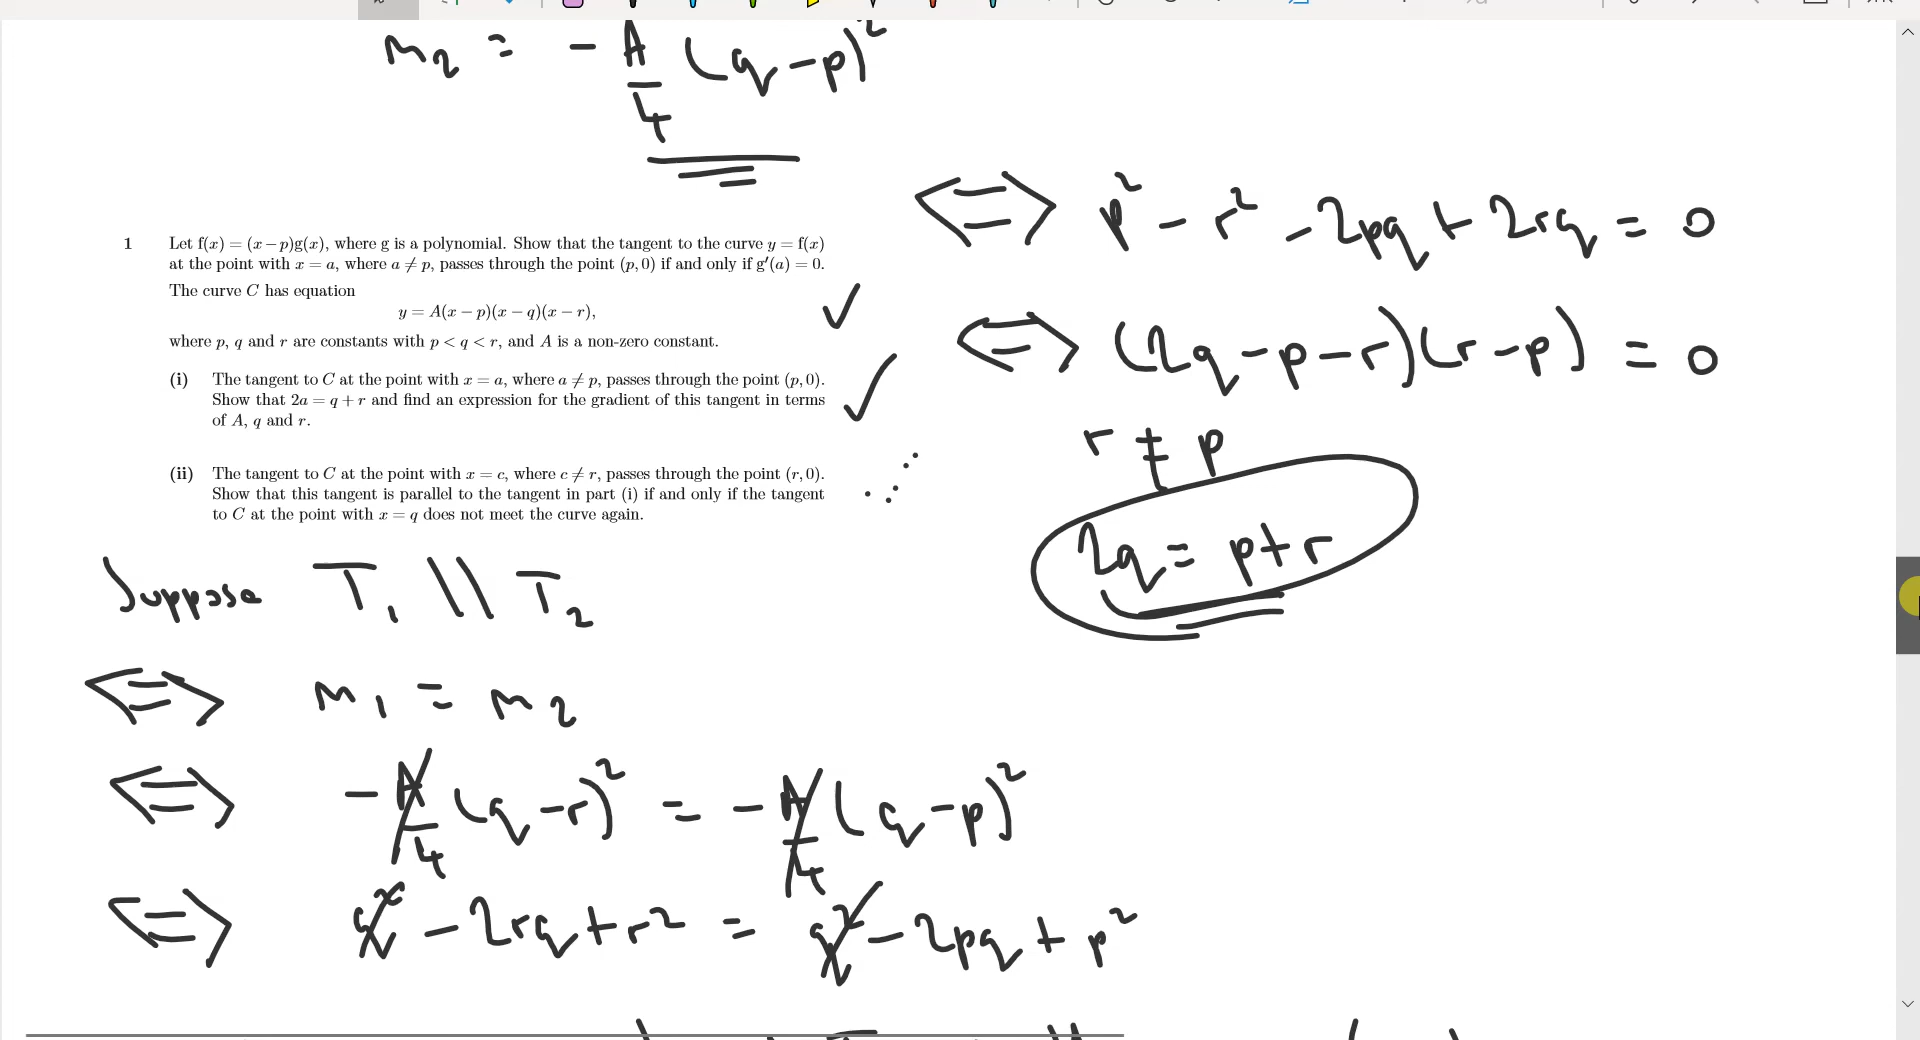 m₂ = - A/4 (q-p)²
1 Let f(x) = (x − p)g(x), where g is a polynomial. Show that the tangent to the curve y = f(x)
at the point with x = a, where a ≠ p, passes through the point (p, 0) if and only if g′(a) = 0.
The curve C has equation
y = A(x − p)(x − q)(x − r),
where p, q and r are constants with p < q < r, and A is a non-zero constant.
(i) The tangent to C at the point with x = a, where a ≠ p, passes through the point (p, 0).
Show that 2a = q + r and find an expression for the gradient of this tangent in terms
of A, q and r.
(ii) The tangent to C at the point with x = c, where c ≠ r, passes through the point (r, 0).
Show that this tangent is parallel to the tangent in part (i) if and only if the tangent
to C at the point with x = q does not meet the curve again.
Suppose T₁ \\ T₂
⇔ m₁ = m₂
⇔ - A/4 (q-r)² = - A/4 (q-p)²
⇔ q² - 2rq + r² = q² - 2pq + p²
⇔ p² - r² - 2pq + 2rq = 0
⇔ (2q-p-r)(r-p) = 0
r ≠ p
2q = p+r